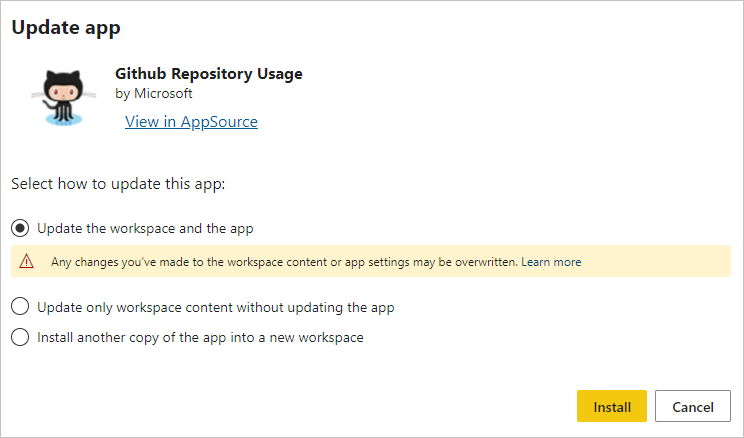 Update app
Github Repository Usage
by Microsoft
View in AppSource
Select how to update this app:
Update the workspace and the app
Any changes you've made to the workspace content or app settings may be overwritten. Learn more
Update only workspace content without updating the app
Install another copy of the app into a new workspace
Install
Cancel